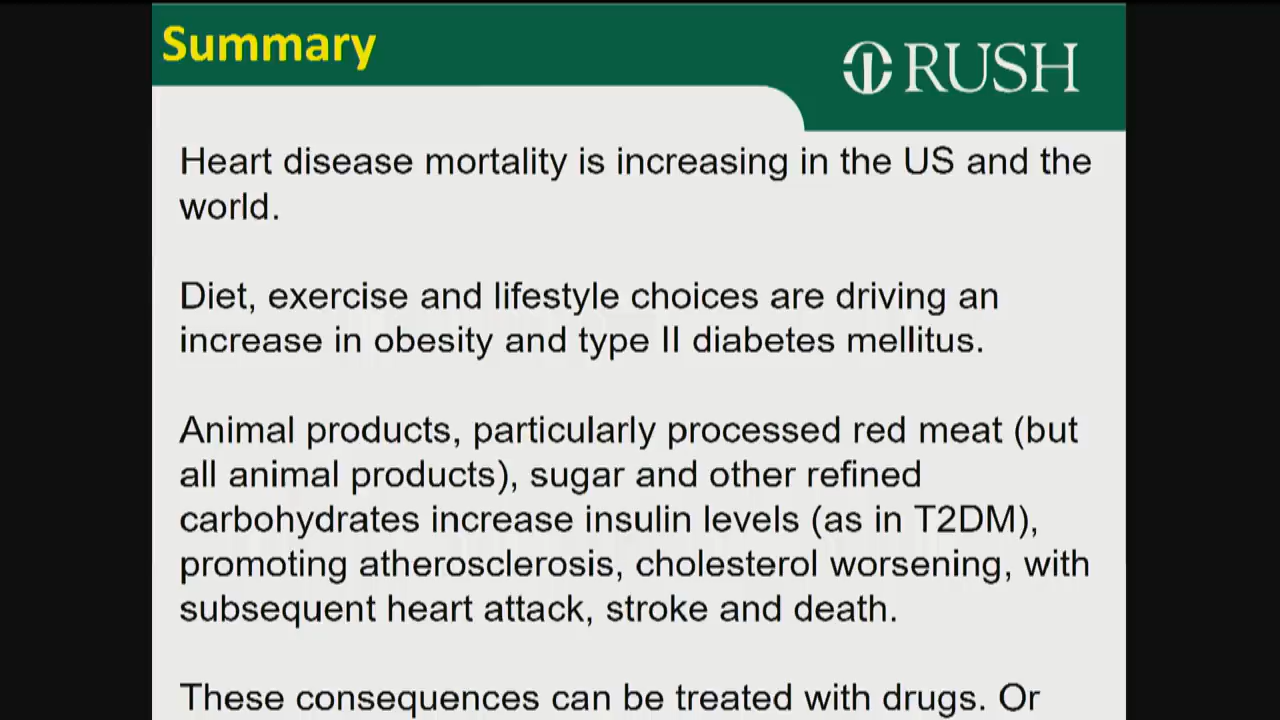 Summary
RUSH
Heart disease mortality is increasing in the US and the
world.
Diet, exercise and lifestyle choices are driving an
increase in obesity and type II diabetes mellitus.
Animal products, particularly processed red meat (but
all animal products), sugar and other refined
carbohydrates increase insulin levels (as in T2DM),
promoting atherosclerosis, cholesterol worsening, with
subsequent heart attack, stroke and death.
These consequences can be treated with drugs. Or